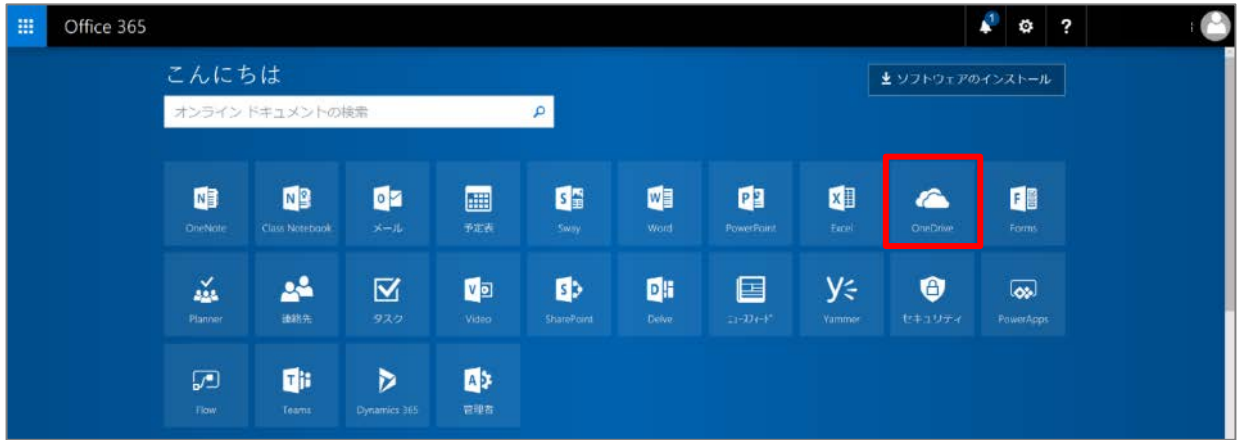 Office 365
1
?
こんにちは
ソフトウェアのインストール
オンライン ドキュメントの検索
OneNote Class Notebook メール 予定表 Sway Word PowerPoint Excel OneDrive Forms
Planner 連絡先 タスク Video SharePoint Delve ニュースフィード Yammer セキュリティ PowerApps
Flow Teams Dynamics 365 管理者